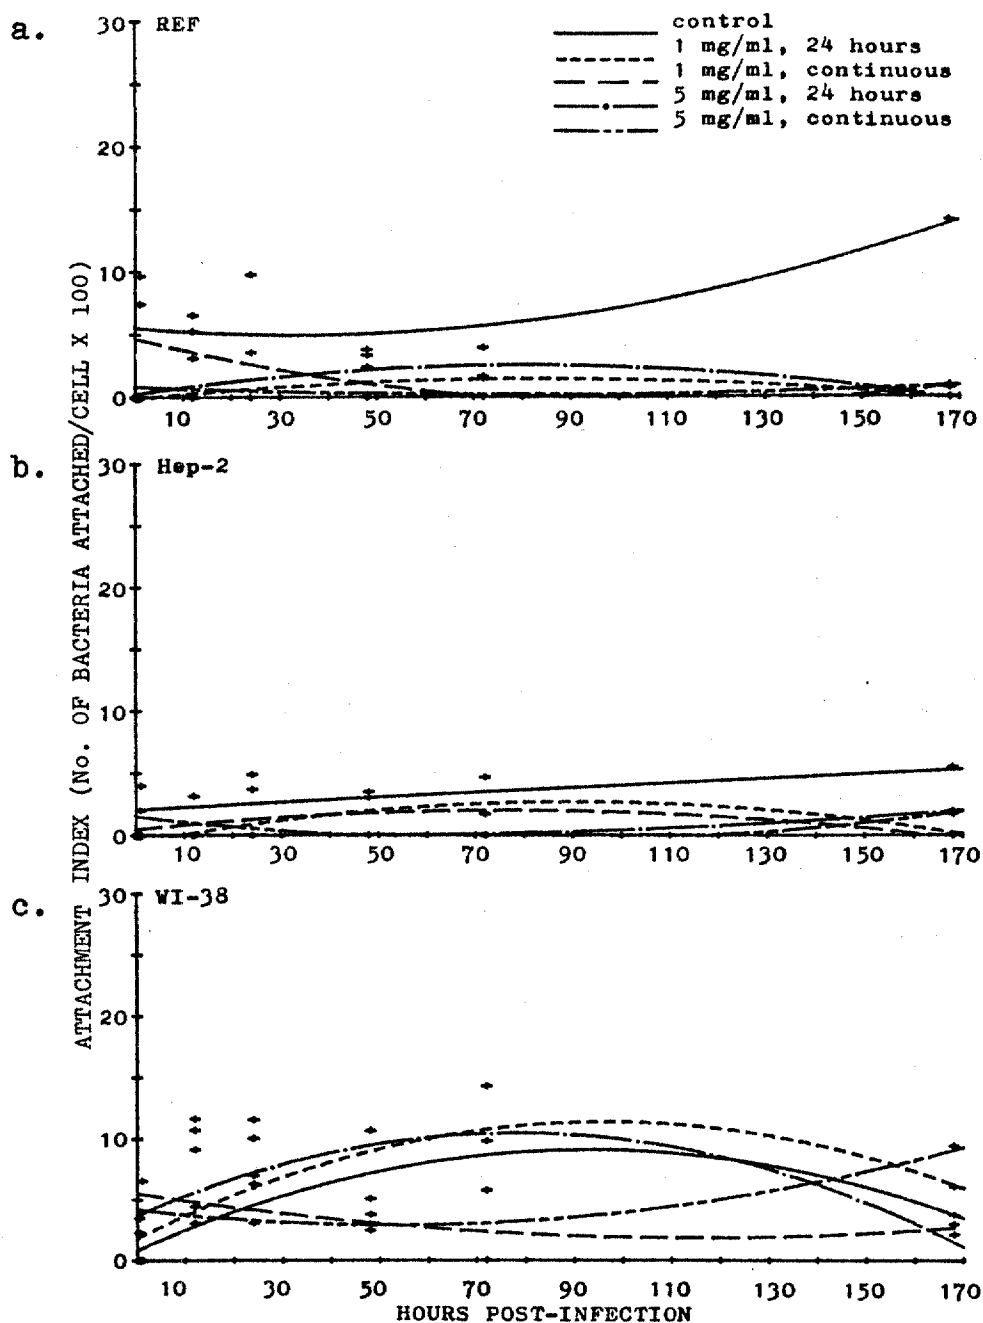 a.
30 REF
control
1 mg/ml, 24 hours
1 mg/ml, continuous
5 mg/ml, 24 hours
5 mg/ml, continuous
20
10
0
10 30 50 70 90 110 130 150 170
b.
30 Hep-2
20
10
0
10 30 50 70 90 110 130 150 170
c.
30 WI-38
20
10
0
10 30 50 70 90 110 130 150 170
HOURS POST-INFECTION
ATTACHMENT INDEX (No. OF BACTERIA ATTACHED/CELL X 100)